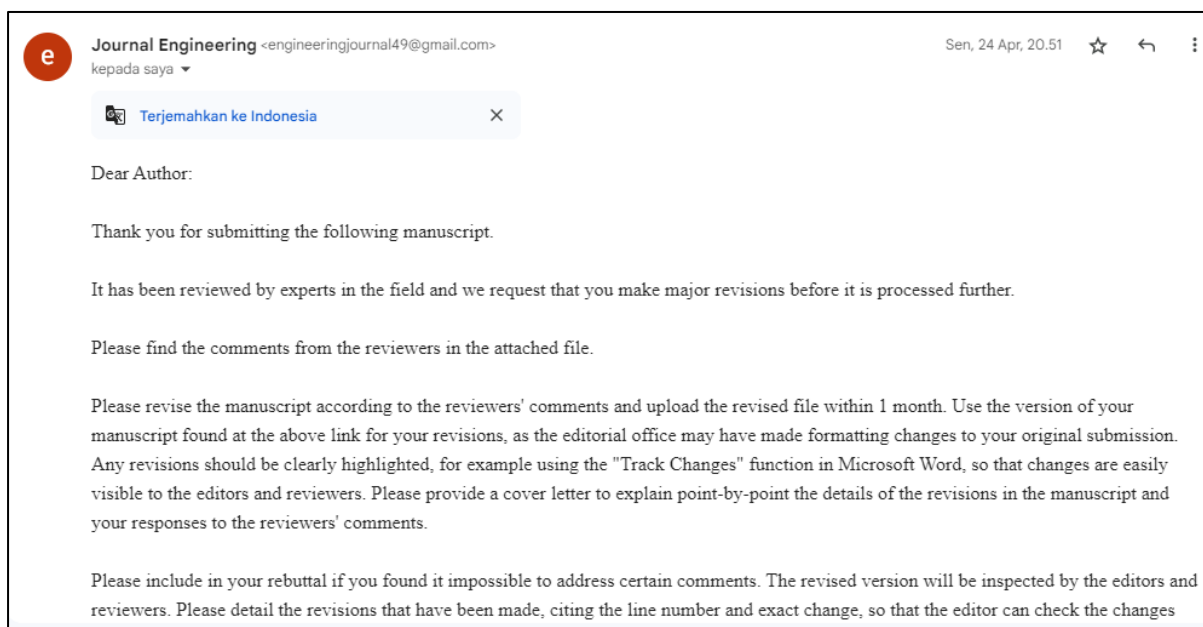 e
Journal Engineering <engineeringjournal49@gmail.com>
Sen, 24 Apr, 20.51
kepada saya
Terjemahkan ke Indonesia
Dear Author:
Thank you for submitting the following manuscript.
It has been reviewed by experts in the field and we request that you make major revisions before it is processed further.
Please find the comments from the reviewers in the attached file.
Please revise the manuscript according to the reviewers' comments and upload the revised file within 1 month. Use the version of your
manuscript found at the above link for your revisions, as the editorial office may have made formatting changes to your original submission.
Any revisions should be clearly highlighted, for example using the "Track Changes" function in Microsoft Word, so that changes are easily
visible to the editors and reviewers. Please provide a cover letter to explain point-by-point the details of the revisions in the manuscript and
your responses to the reviewers' comments.
Please include in your rebuttal if you found it impossible to address certain comments. The revised version will be inspected by the editors and
reviewers. Please detail the revisions that have been made, citing the line number and exact change, so that the editor can check the changes